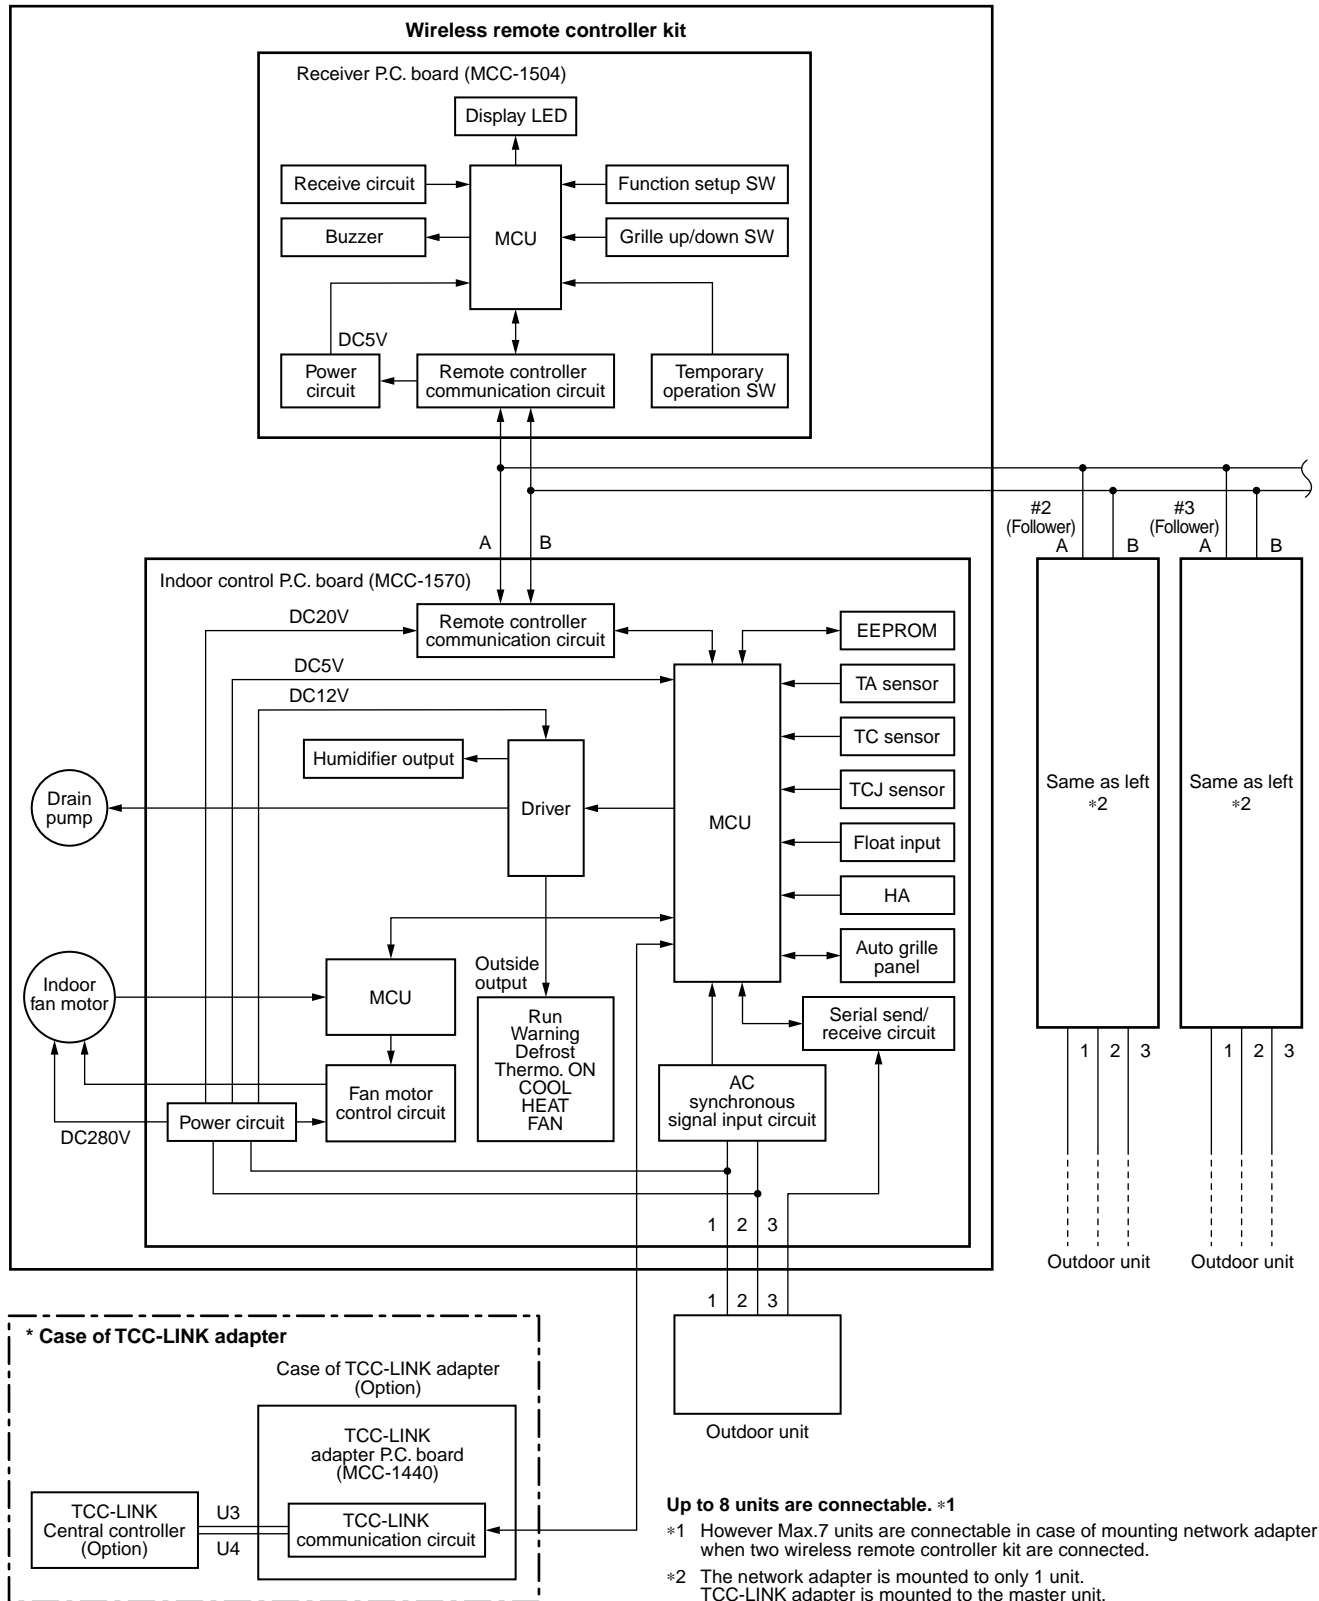 Wireless remote controller kit
Receiver P.C. board (MCC-1504)
Display LED
Receive circuit
Function setup SW
Buzzer
MCU
Grille up/down SW
DC5V
Power
circuit
Remote controller
communication circuit
Temporary
operation SW
#2
(Follower)
A
B
#3
(Follower)
A
B
A
B
Indoor control P.C. board (MCC-1570)
DC20V
Remote controller
communication circuit
EEPROM
DC5V
TA sensor
DC12V
TC sensor
Humidifier output
TCJ sensor
Drain
pump
Driver
MCU
Float input
HA
Same as left
*2
Same as left
*2
Auto grille
panel
Indoor
fan motor
MCU
Outside
output
Run
Warning
Defrost
Thermo. ON
COOL
HEAT
FAN
Serial send/
receive circuit
AC
synchronous
signal input circuit
Fan motor
control circuit
Power circuit
DC280V
1 2 3
1 2 3
1 2 3
Outdoor unit
Outdoor unit
1 2 3
Outdoor unit
* Case of TCC-LINK adapter
Case of TCC-LINK adapter
(Option)
TCC-LINK
adapter P.C. board
(MCC-1440)
TCC-LINK
Central controller
(Option)
U3
U4
TCC-LINK
communication circuit
Up to 8 units are connectable. *1
*1 However Max.7 units are connectable in case of mounting network adapter
when two wireless remote controller kit are connected.
*2 The network adapter is mounted to only 1 unit.
TCC-LINK adapter is mounted to the master unit.